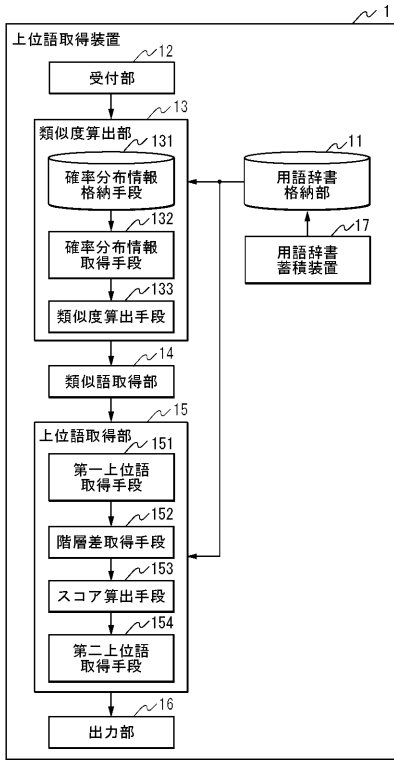 1
上位語取得装置
12
受付部
13
類似度算出部
131
確率分布情報
格納手段
132
確率分布情報
取得手段
133
類似度算出手段
11
用語辞書
格納部
17
用語辞書
蓄積装置
14
類似語取得部
15
上位語取得部
151
第一上位語
取得手段
152
階層差取得手段
153
スコア算出手段
154
第二上位語
取得手段
16
出力部